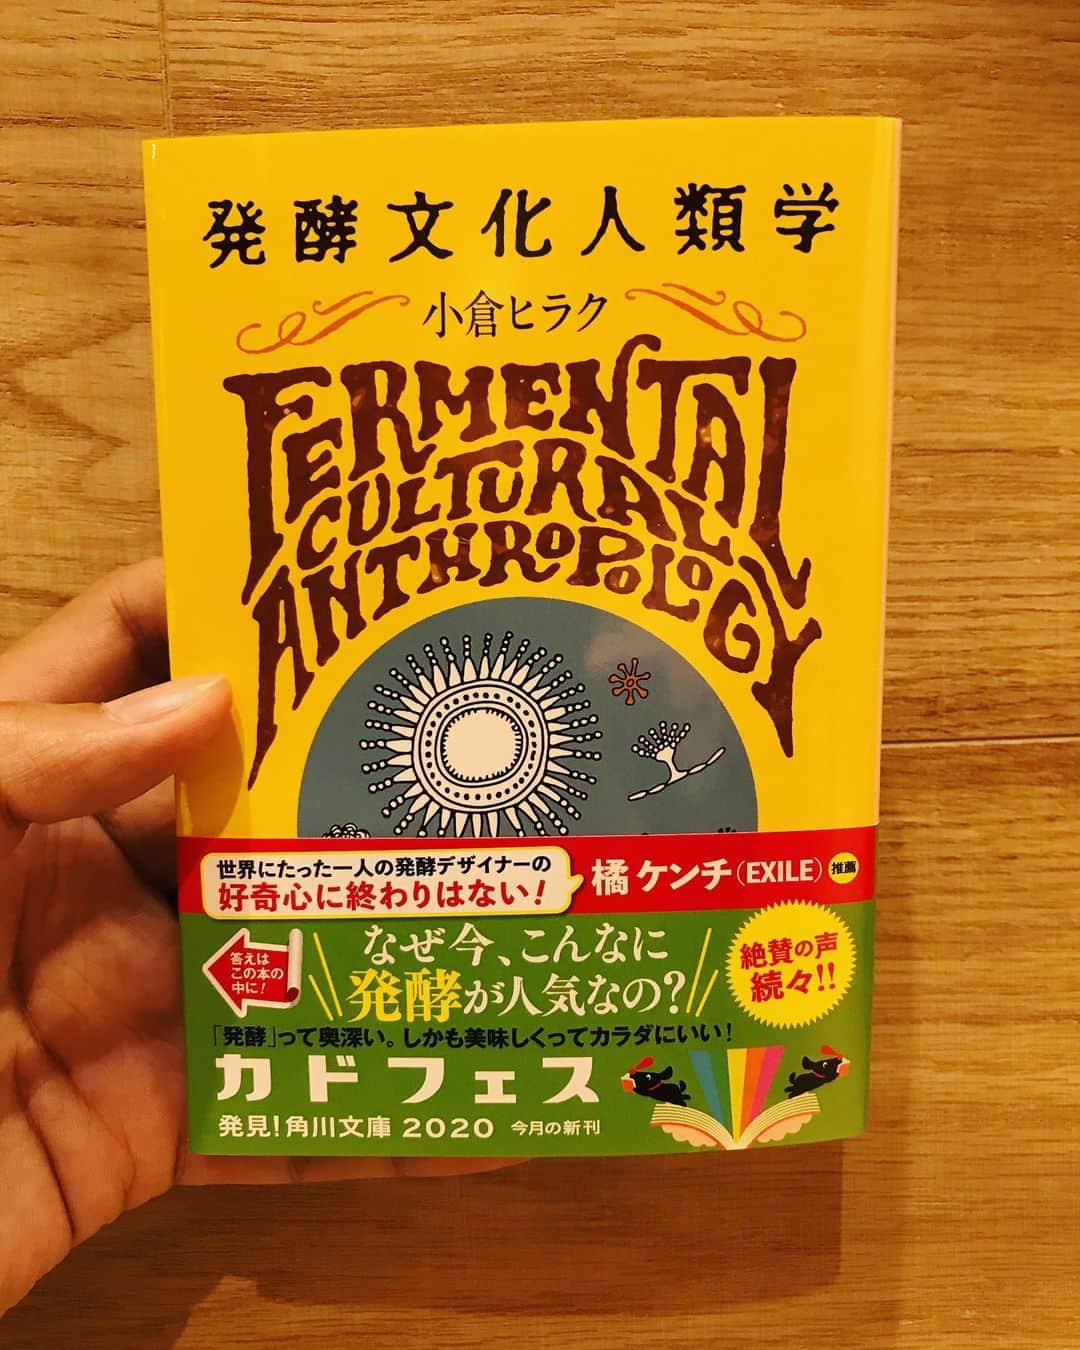 発酵文化人類学
小倉ヒラク
FERMENTAL
CULTURAL
ANTHROPOLOGY
世界にたった一人の発酵デザイナーの
好奇心に終わりはない!
橘 ケンチ(EXILE) 推薦
答えは
この本の
中に!
なぜ今、こんなに
発酵が人気なの?
絶賛の声
続々!!
「発酵」って奥深い。しかも美味しくってカラダにいい!
カドフェス
発見!角川文庫 2020 今月の新刊